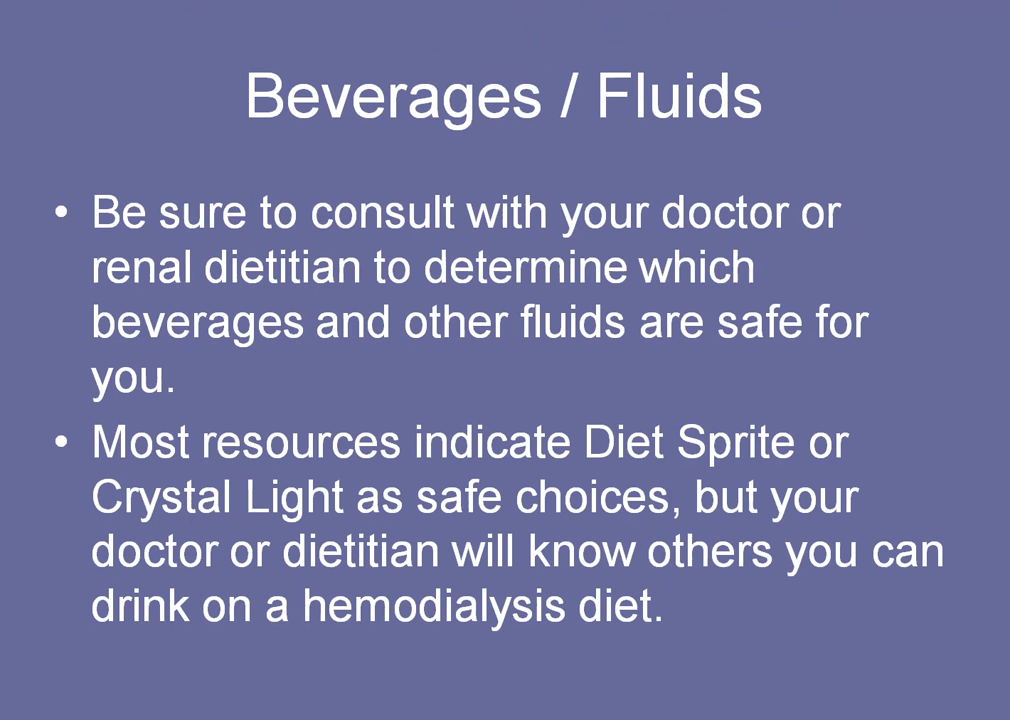 Beverages / Fluids
• Be sure to consult with your doctor or
renal dietitian to determine which
beverages and other fluids are safe for
you.
• Most resources indicate Diet Sprite or
Crystal Light as safe choices, but your
doctor or dietitian will know others you can
drink on a hemodialysis diet.